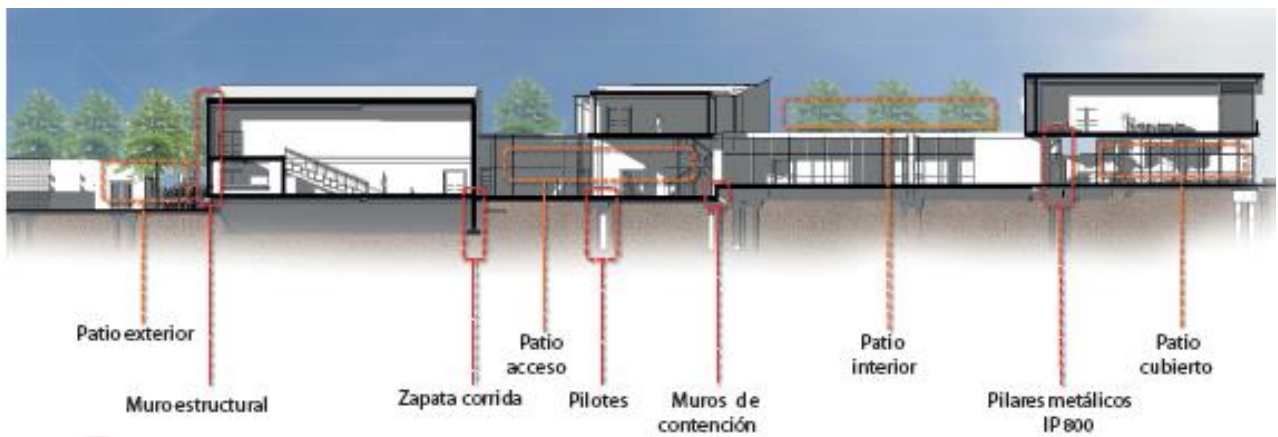 Patio exterior
Muro estructural
Zapata corrida
Patio
acceso
Pilotes
Muros de
contención
Patio
interior
Pilares metálicos
IP 800
Patio
cubierto